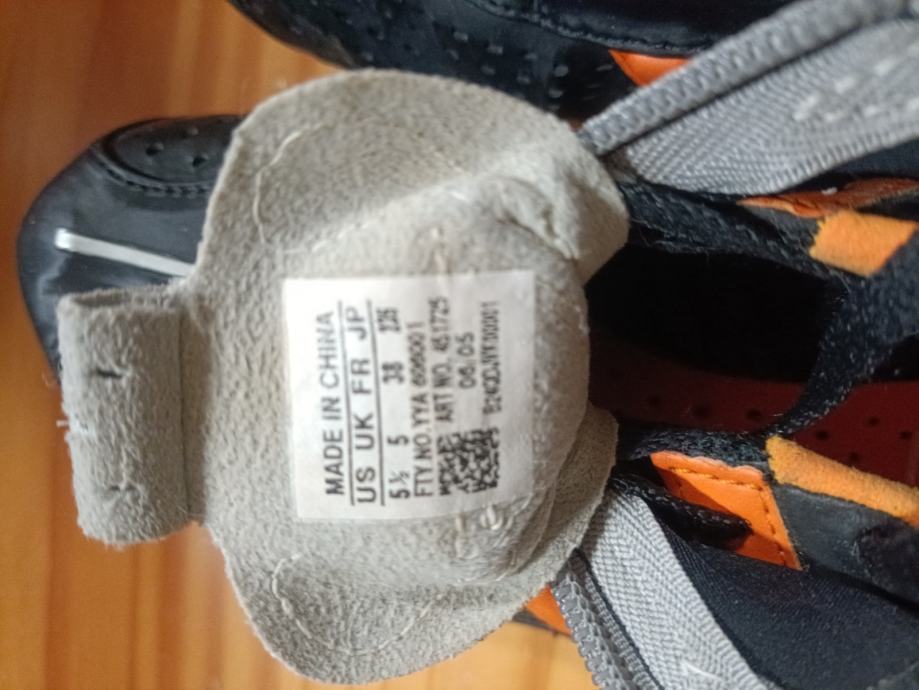 MADE IN CHINA
US UK FR JP
5½ 5 38 235
FTY NO. YYA 606001
ART NO. 451725
06/05